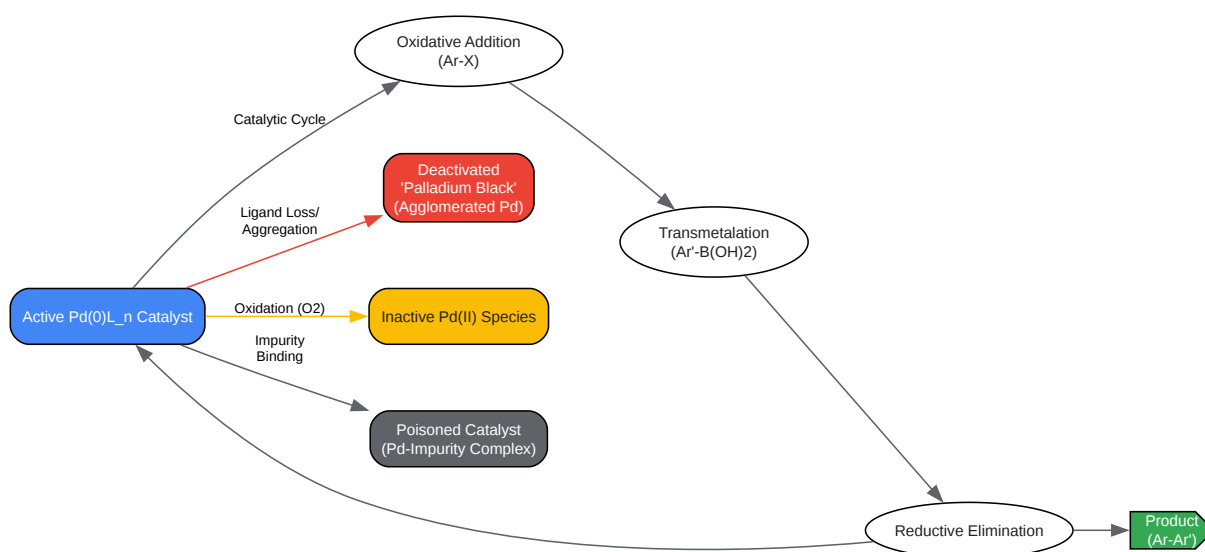 Oxidative Addition
(Ar-X)
Catalytic Cycle
Deactivated
'Palladium Black'
(Agglomerated Pd)
Ligand Loss/
Aggregation
Transmetalation
(Ar'-B(OH)2)
Active Pd(0)L_n Catalyst
Oxidation (O2)
Inactive Pd(II) Species
Impurity
Binding
Poisoned Catalyst
(Pd-Impurity Complex)
Reductive Elimination
Product
(Ar-Ar')